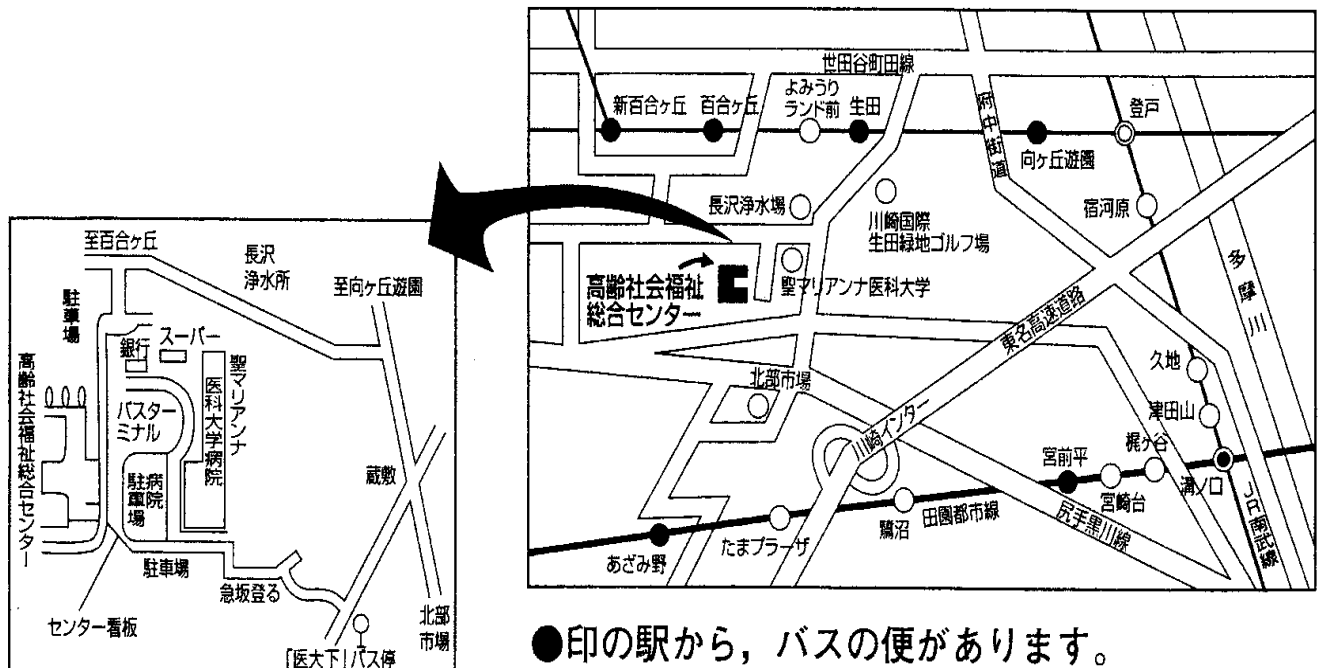 世田谷町田線
新百合ヶ丘
百合ヶ丘
よみうり
ランド前
生田
府中街道
登戸
向ヶ丘遊園
長沢浄水場
川崎国際
生田緑地ゴルフ場
宿河原
多摩川
高齢社会福祉
総合センター
聖マリアンナ医科大学
東名高速道路
北部市場
川崎インター
久地
津田山
梶ヶ谷
宮前平
宮崎台
溝ノ口
鷺沼
田園都市線
尻手黒川線
JR南武線
たまプラーザ
あざみ野
至百合ヶ丘
長沢
浄水所
至向ヶ丘遊園
駐車場
スーパー
銀行
高齢社会福祉総合センター
バスター
ミナル
聖マリアンナ
医科大学病院
病院
駐車場
蔵敷
駐車場
急坂登る
センター看板
北部
市場
「医大下」バス停
●印の駅から，バスの便があります。